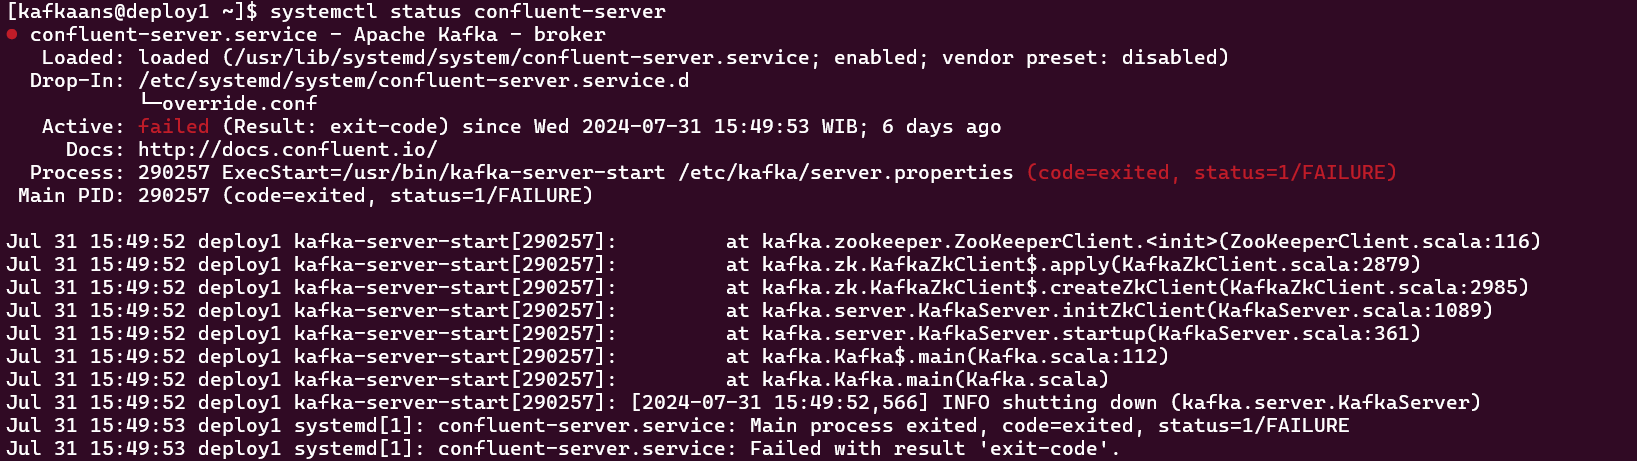 [kafkaans@deploy1 ~]$ systemctl status confluent-server
● confluent-server.service - Apache Kafka - broker
   Loaded: loaded (/usr/lib/systemd/system/confluent-server.service; enabled; vendor preset: disabled)
  Drop-In: /etc/systemd/system/confluent-server.service.d
           └─override.conf
   Active: failed (Result: exit-code) since Wed 2024-07-31 15:49:53 WIB; 6 days ago
     Docs: http://docs.confluent.io/
  Process: 290257 ExecStart=/usr/bin/kafka-server-start /etc/kafka/server.properties (code=exited, status=1/FAILURE)
 Main PID: 290257 (code=exited, status=1/FAILURE)

Jul 31 15:49:52 deploy1 kafka-server-start[290257]:         at kafka.zookeeper.ZooKeeperClient.<init>(ZooKeeperClient.scala:116)
Jul 31 15:49:52 deploy1 kafka-server-start[290257]:         at kafka.zk.KafkaZkClient$.apply(KafkaZkClient.scala:2879)
Jul 31 15:49:52 deploy1 kafka-server-start[290257]:         at kafka.zk.KafkaZkClient$.createZkClient(KafkaZkClient.scala:2985)
Jul 31 15:49:52 deploy1 kafka-server-start[290257]:         at kafka.server.KafkaServer.initZkClient(KafkaServer.scala:1089)
Jul 31 15:49:52 deploy1 kafka-server-start[290257]:         at kafka.server.KafkaServer.startup(KafkaServer.scala:361)
Jul 31 15:49:52 deploy1 kafka-server-start[290257]:         at kafka.Kafka$.main(Kafka.scala:112)
Jul 31 15:49:52 deploy1 kafka-server-start[290257]:         at kafka.Kafka.main(Kafka.scala)
Jul 31 15:49:52 deploy1 kafka-server-start[290257]: [2024-07-31 15:49:52,566] INFO shutting down (kafka.server.KafkaServer)
Jul 31 15:49:53 deploy1 systemd[1]: confluent-server.service: Main process exited, code=exited, status=1/FAILURE
Jul 31 15:49:53 deploy1 systemd[1]: confluent-server.service: Failed with result 'exit-code'.